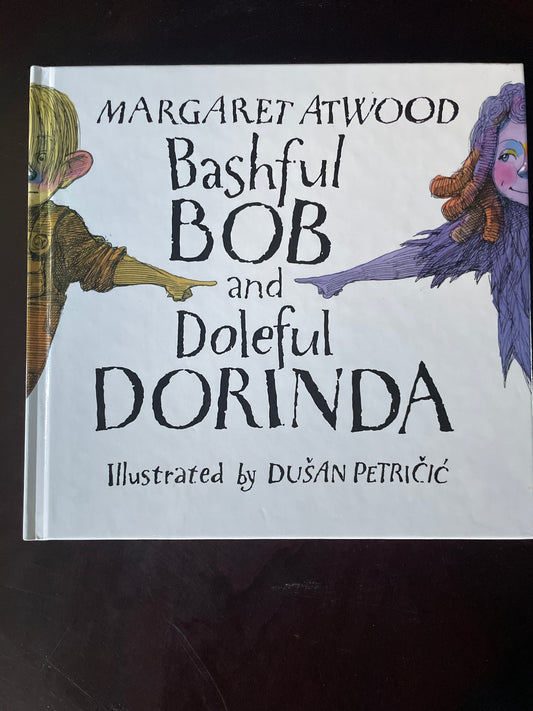 MARGARET ATWOOD
Bashful
BOB
and
Doleful
DORINDA
Illustrated by DUŠAN PETRIČIĆ